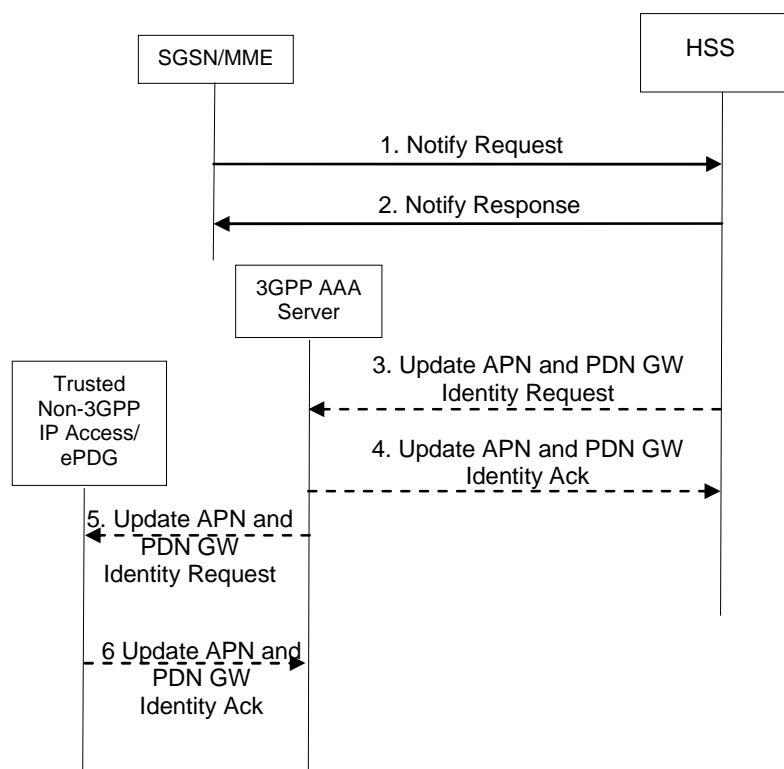 SGSN/MME
HSS
1. Notify Request
2. Notify Response
3GPP AAA
Server
3. Update APN and PDN GW
Identity Request
Trusted
Non-3GPP
IP Access/
ePDG
4. Update APN and PDN GW
Identity Ack
5. Update APN and
PDN GW
Identity Request
6 Update APN and
PDN GW
Identity Ack